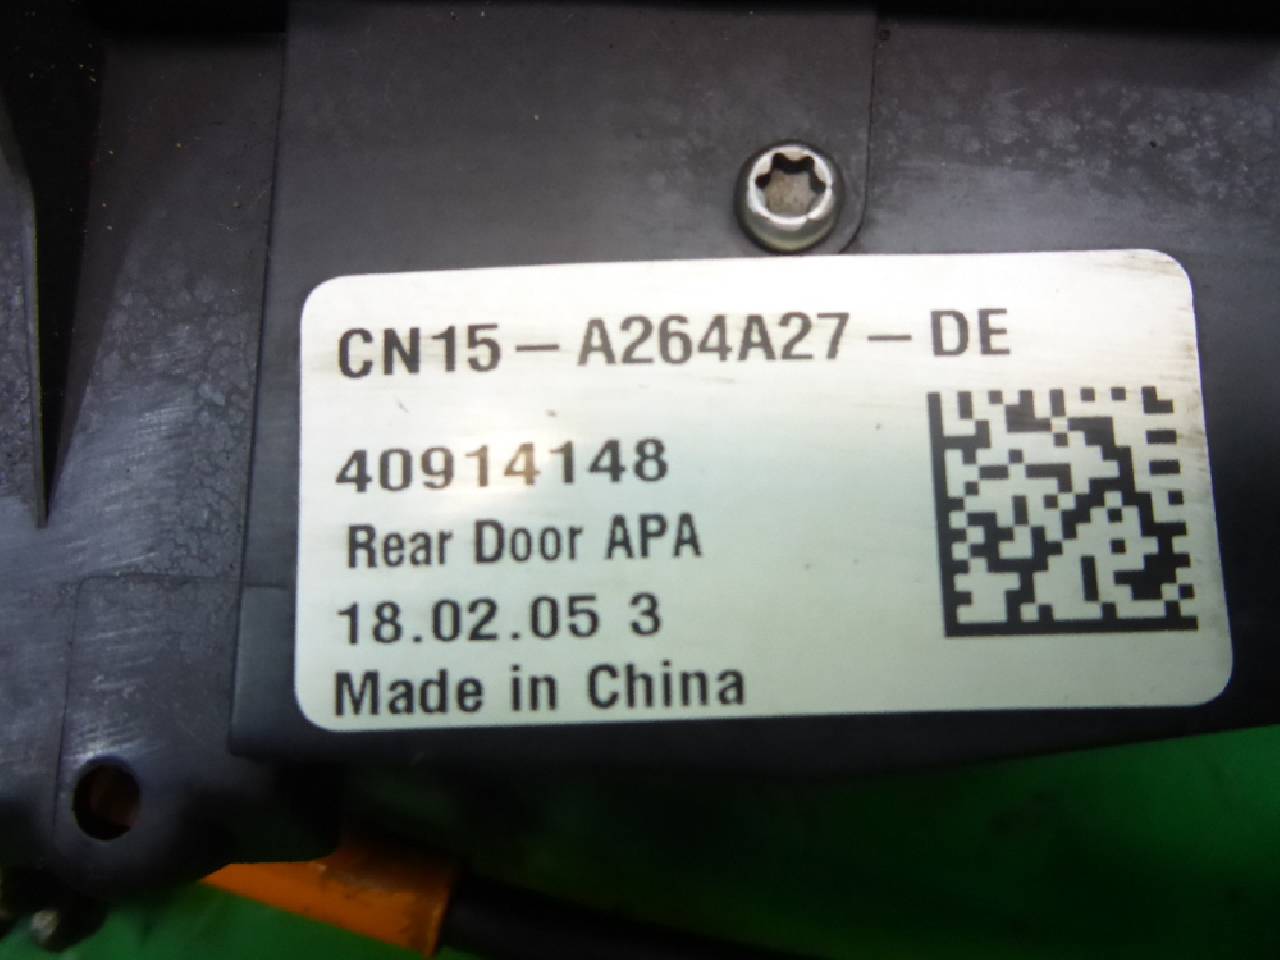 CN15-A264A27-DE
40914148
Rear Door APA
18.02.05 3
Made in China